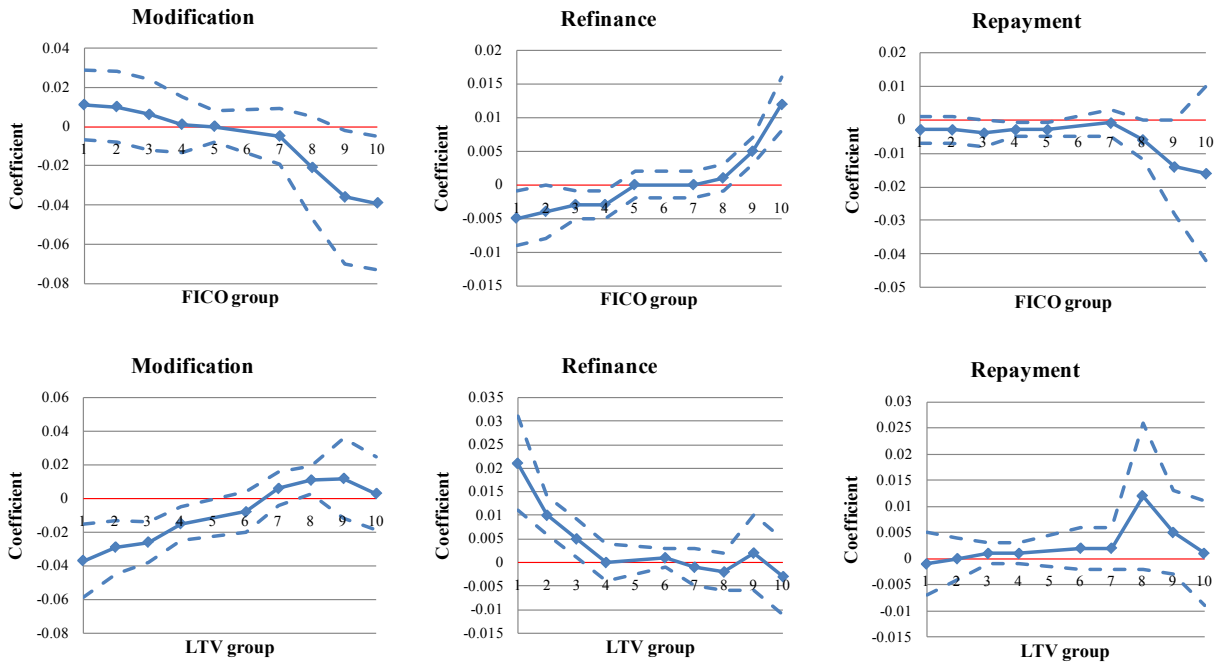 Modification
0.04
0.02
0
-0.02
-0.04
-0.06
-0.08
1 2 3 4 5 6 7 8 9 10
Coefficient
FICO group
Refinance
0.02
0.015
0.01
0.005
0
-0.005
-0.01
-0.015
1 2 3 4 5 6 7 8 9 10
Coefficient
FICO group
Repayment
0.02
0.01
0
-0.01
-0.02
-0.03
-0.04
-0.05
1 2 3 4 5 6 7 8 9 10
Coefficient
FICO group
Modification
0.06
0.04
0.02
0
-0.02
-0.04
-0.06
-0.08
1 2 3 4 5 6 7 8 9 10
Coefficient
LTV group
Refinance
0.035
0.03
0.025
0.02
0.015
0.01
0.005
0
-0.005
-0.01
-0.015
1 2 3 4 5 6 7 8 9 10
Coefficient
LTV group
Repayment
0.03
0.025
0.02
0.015
0.01
0.005
0
-0.005
-0.01
-0.015
1 2 3 4 5 6 7 8 9 10
Coefficient
LTV group